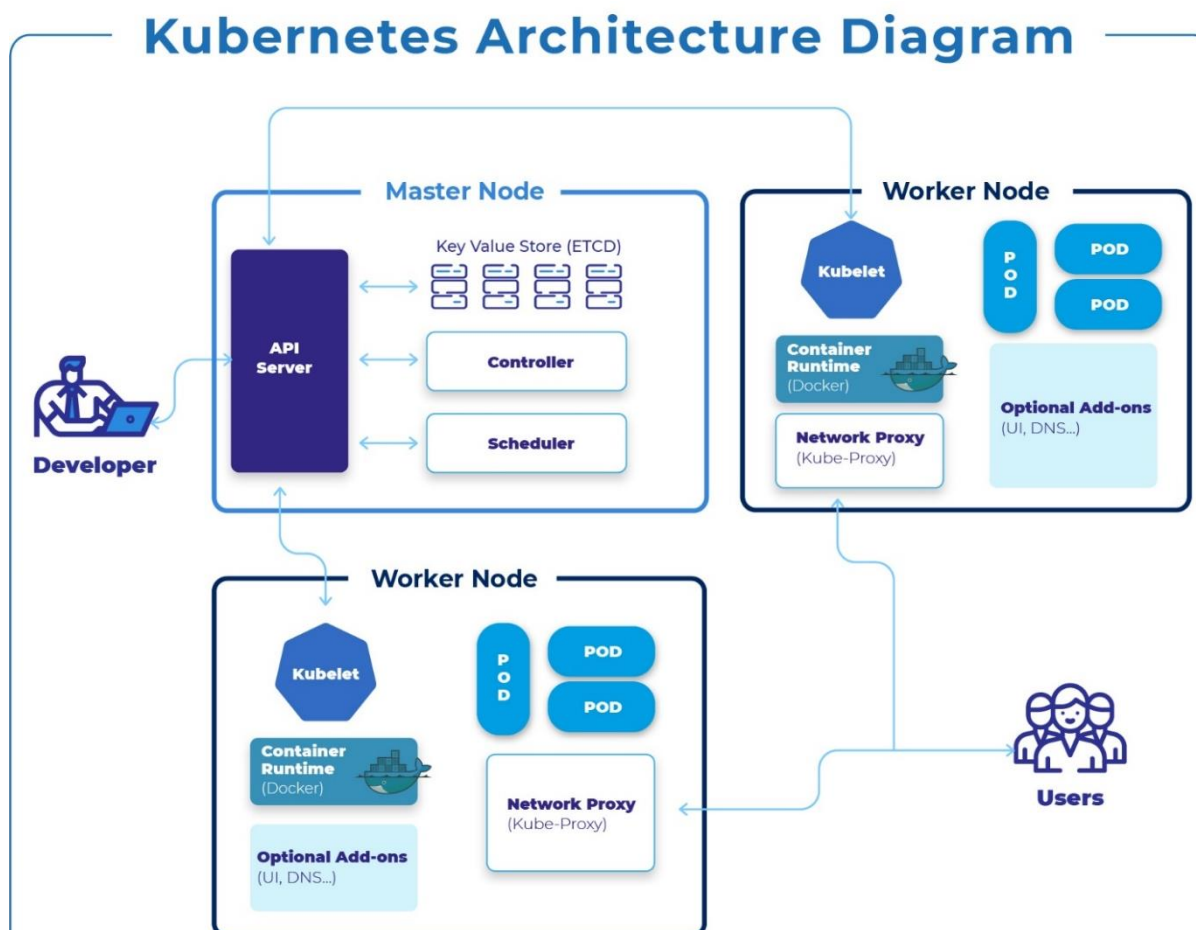 Kubernetes Architecture Diagram
Master Node
Key Value Store (ETCD)
API
Server
Controller
Scheduler
Developer
Worker Node
Kubelet
POD
POD
POD
Container
Runtime
(Docker)
Optional Add-ons
(UI, DNS...)
Network Proxy
(Kube-Proxy)
Worker Node
Kubelet
POD
POD
POD
Container
Runtime
(Docker)
Network Proxy
(Kube-Proxy)
Optional Add-ons
(UI, DNS...)
Users